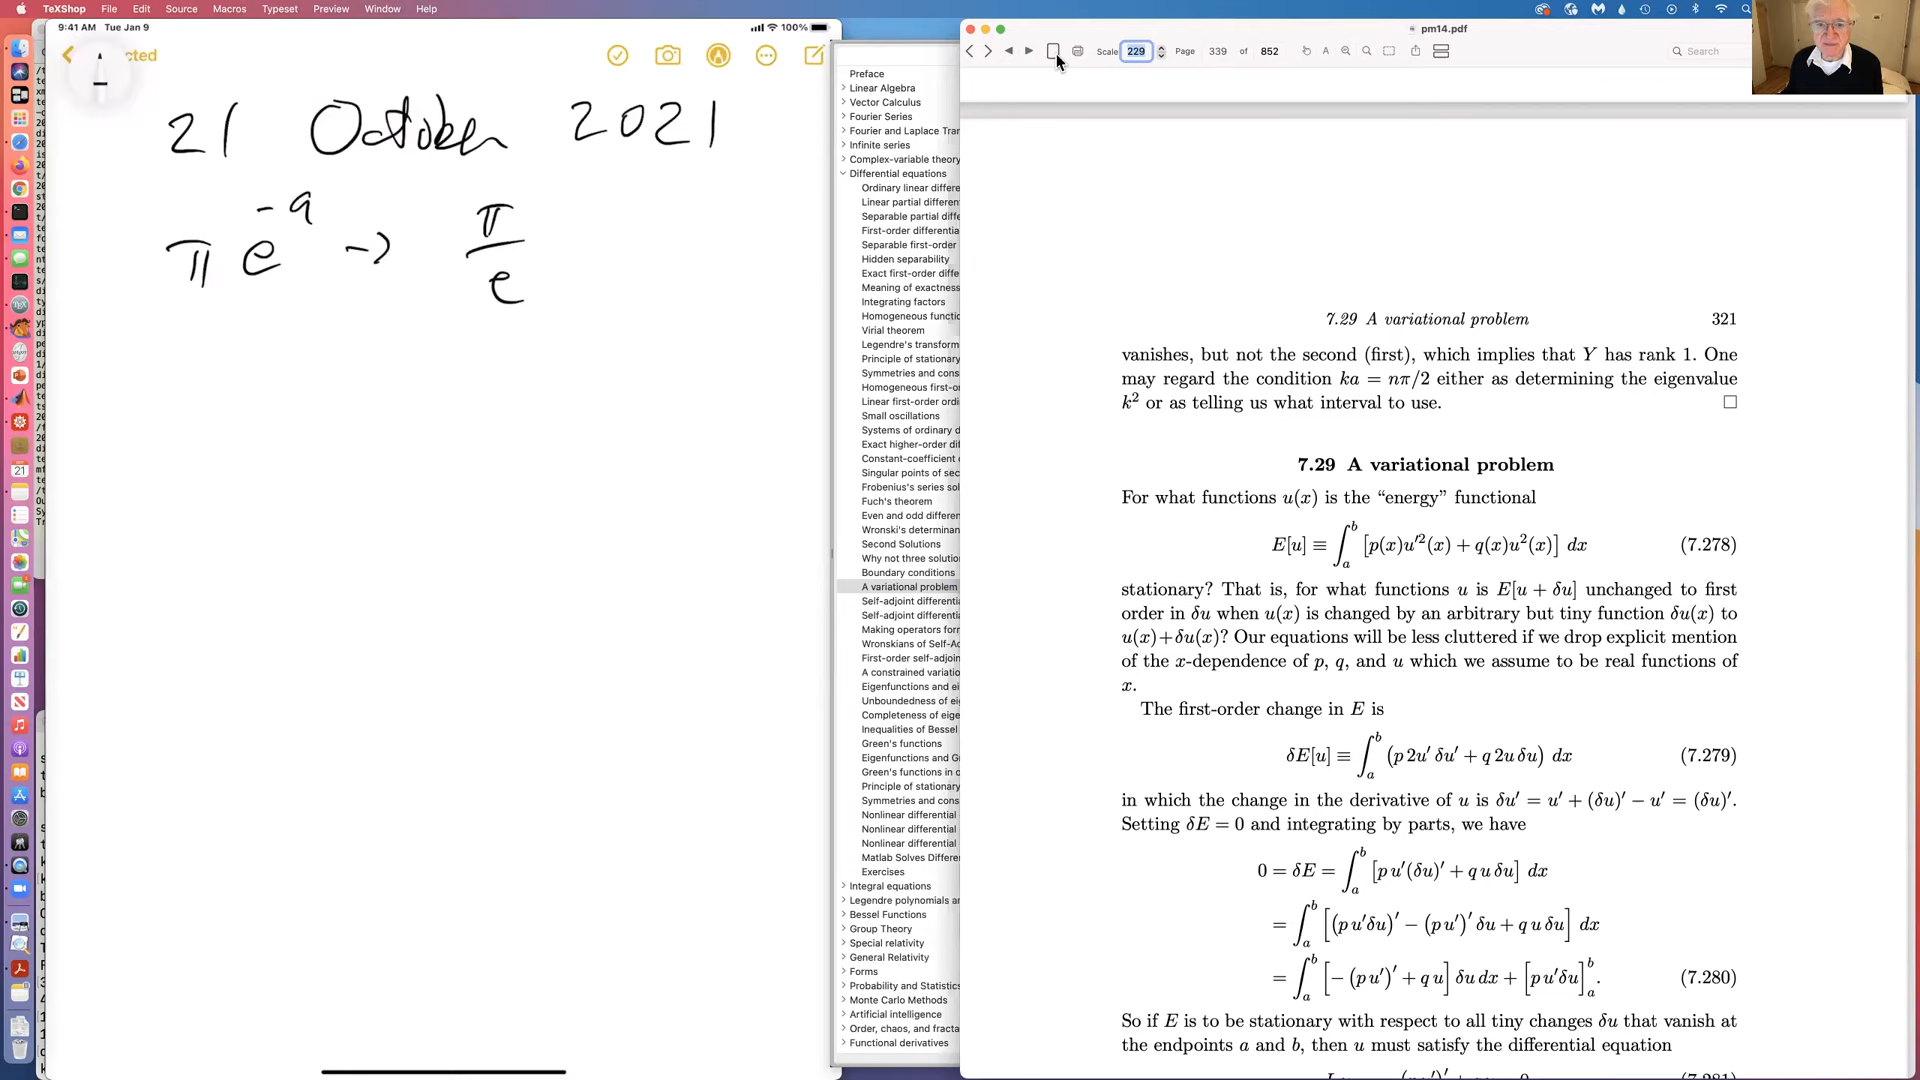 TeXShop File Edit Source Macros Typeset Preview Window Help
9:41 AM Tue Jan 9
100%
cted
21 October 2021
π e^{-a} → π/e
Preface
Linear Algebra
Vector Calculus
Fourier Series
Fourier and Laplace Tran
Infinite series
Complex-variable theory
Differential equations
Ordinary linear differe
Linear partial differen
Separable partial diffe
First-order differentia
Separable first-order
Hidden separability
Exact first-order diffe
Meaning of exactness
Integrating factors
Homogeneous functio
Virial theorem
Legendre's transform
Principle of stationary
Symmetries and cons
Homogeneous first-o
Linear first-order ordi
Small oscillations
Systems of ordinary d
Exact higher-order dif
Constant-coefficient
Singular points of sec
Frobenius's series sol
Fuch's theorem
Even and odd differen
Wronski's determinan
Second Solutions
Why not three solutio
Boundary conditions
A variational problem
Self-adjoint differentia
Self-adjoint differentia
Making operators forn
Wronskians of Self-Ad
First-order self-adjoin
A constrained variatio
Eigenfunctions and ei
Unboundedness of eig
Completeness of eige
Inequalities of Bessel
Green's functions
Eigenfunctions and G
Green's functions in o
Principle of stationary
Symmetries and cons
Nonlinear differential
Nonlinear differential
Nonlinear differential
Matlab Solves Differe
Exercises
Integral equations
Legendre polynomials an
Bessel Functions
Group Theory
Special relativity
General Relativity
Forms
Probability and Statistics
Monte Carlo Methods
Artificial intelligence
Order, chaos, and fracta
Functional derivatives
pm14.pdf
Scale 229 Page 339 of 852 Search
7.29 A variational problem 321
vanishes, but not the second (first), which implies that Y has rank 1. One
may regard the condition ka = nπ/2 either as determining the eigenvalue
k² or as telling us what interval to use. □
7.29 A variational problem
For what functions u(x) is the “energy” functional
E[u] ≡ ∫_a^b [p(x)u′²(x) + q(x)u²(x)] dx (7.278)
stationary? That is, for what functions u is E[u + δu] unchanged to first
order in δu when u(x) is changed by an arbitrary but tiny function δu(x) to
u(x)+δu(x)? Our equations will be less cluttered if we drop explicit mention
of the x-dependence of p, q, and u which we assume to be real functions of
x.
The first-order change in E is
δE[u] ≡ ∫_a^b (p 2u′ δu′ + q 2u δu) dx (7.279)
in which the change in the derivative of u is δu′ = u′ + (δu)′ − u′ = (δu)′.
Setting δE = 0 and integrating by parts, we have
0 = δE = ∫_a^b [p u′(δu)′ + q u δu] dx
= ∫_a^b [(p u′δu)′ − (p u′)′ δu + q u δu] dx
= ∫_a^b [− (p u′)′ + q u] δu dx + [p u′δu]_a^b. (7.280)
So if E is to be stationary with respect to all tiny changes δu that vanish at
the endpoints a and b, then u must satisfy the differential equation